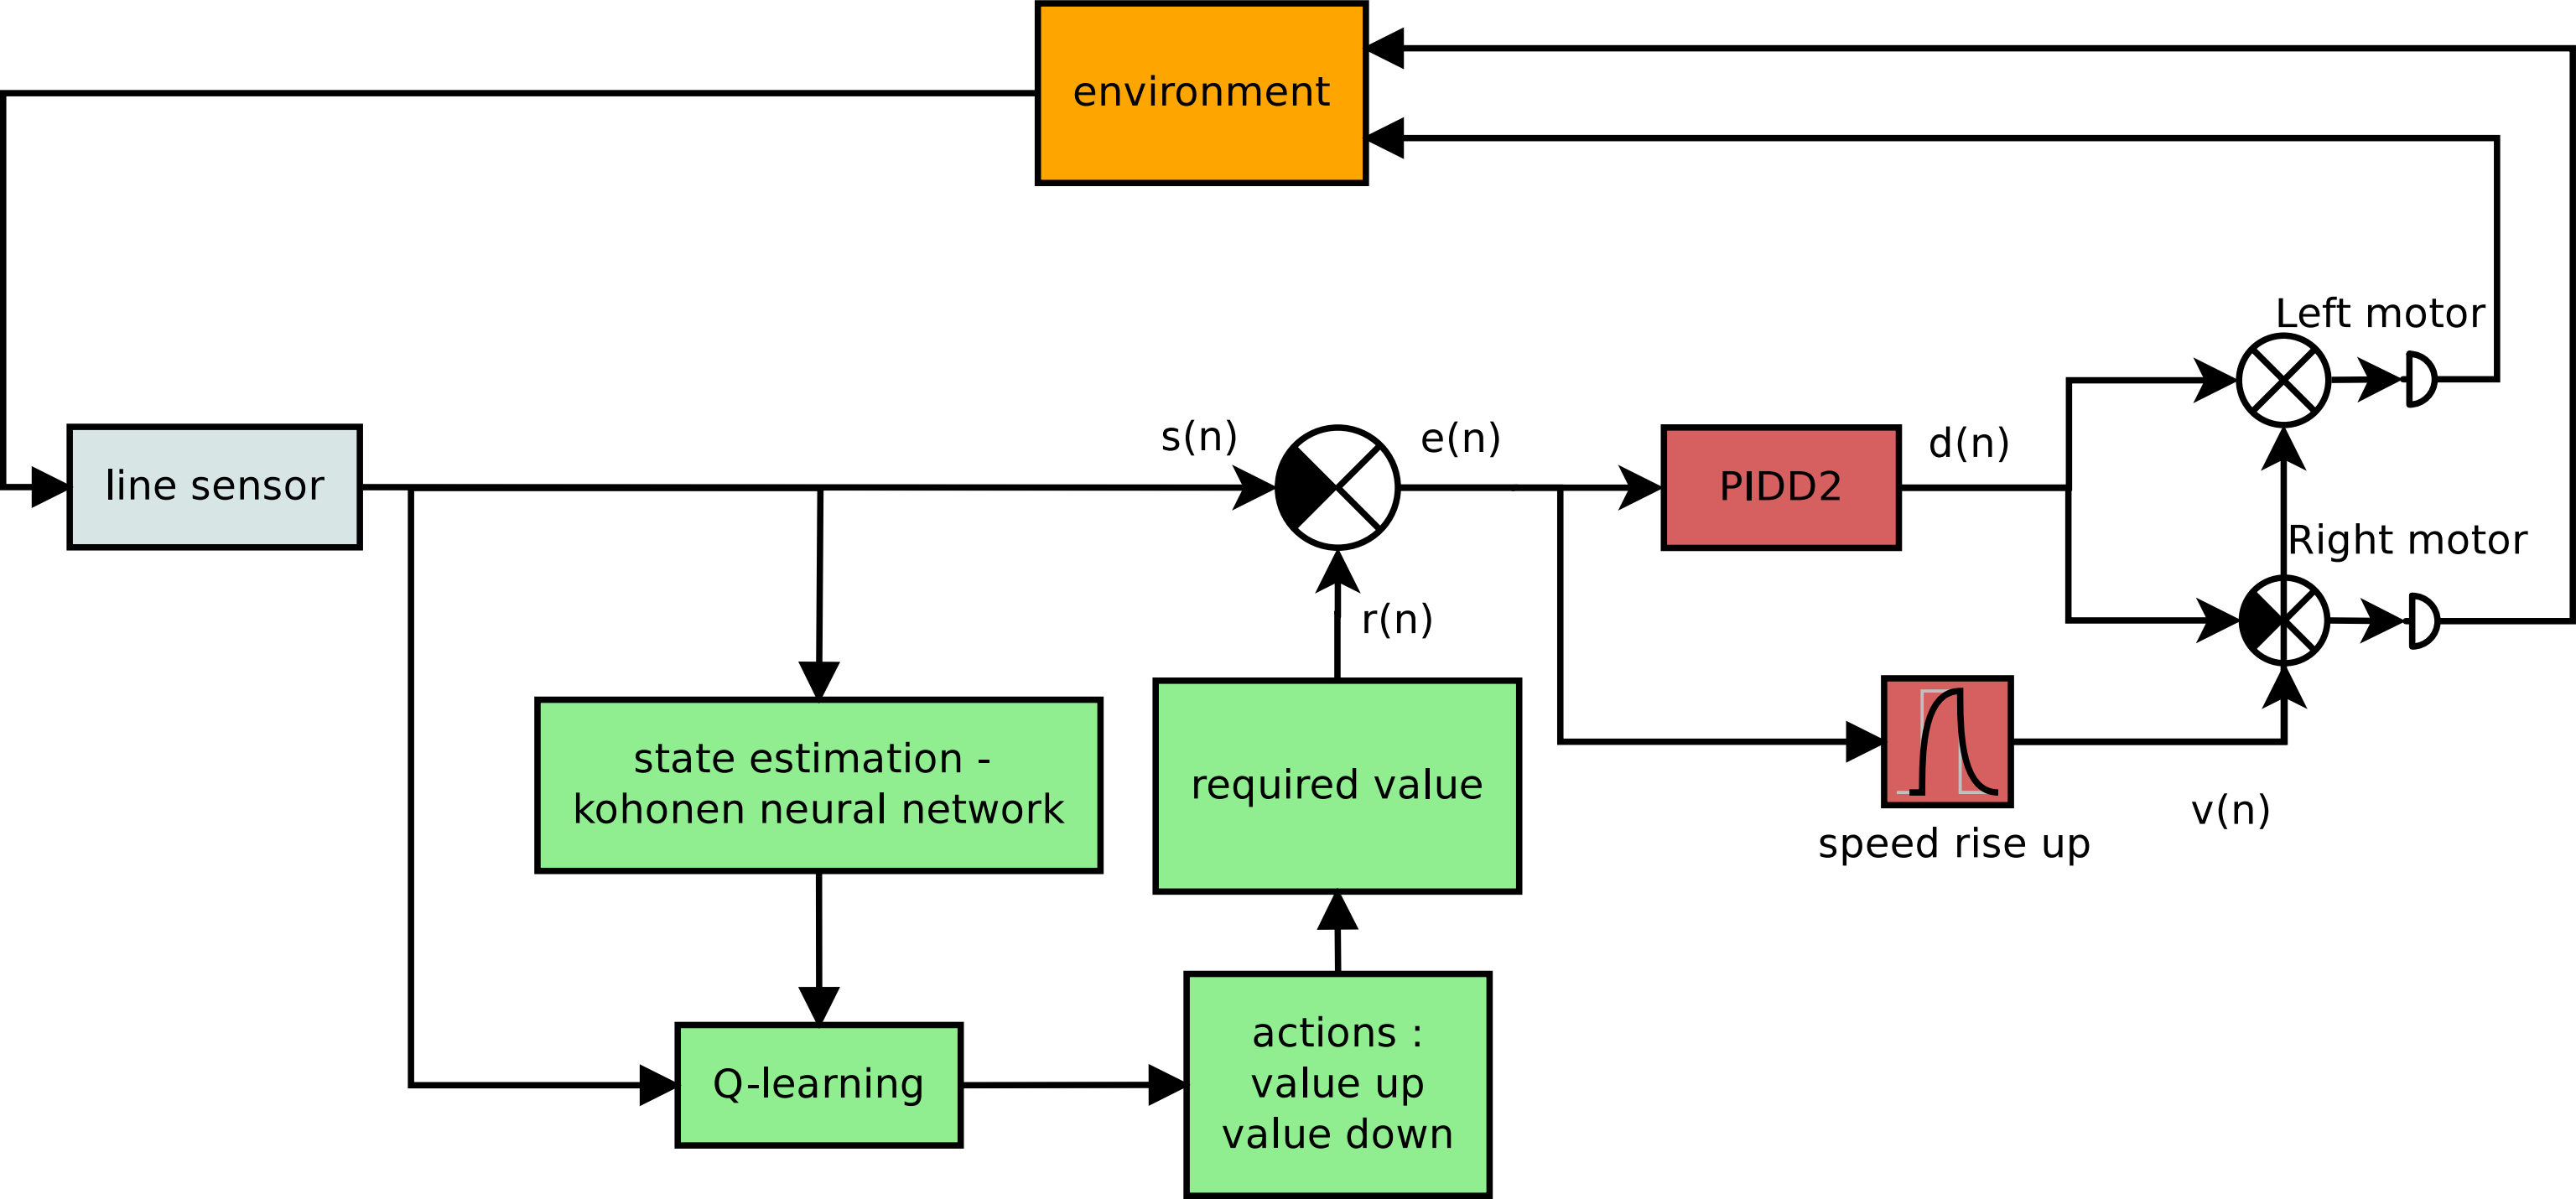 environment
Left motor
s(n)
e(n)
d(n)
line sensor
PIDD2
Right motor
r(n)
state estimation -
kohonen neural network
required value
v(n)
speed rise up
Q-learning
actions :
value up
value down